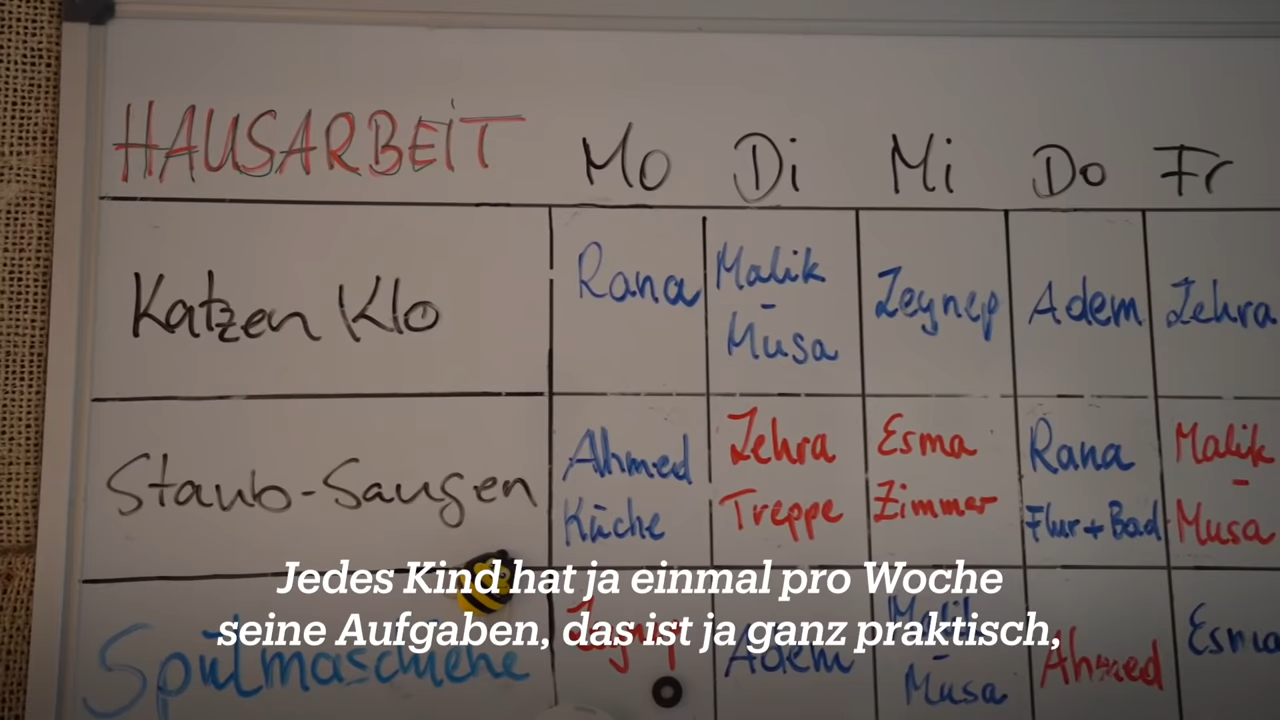 HAUSARBEIT Mo Di Mi Do Fr
Katzen Klo Rana Malik - Musa Zeynep Adem Zehra
Staub-Saugen Ahmed Küche Zehra Treppe Esma Zimmer Rana Flur + Bad Malik - Musa
Spülmaschiene Adem Malik Musa Ahmed Esma
Jedes Kind hat ja einmal pro Woche
seine Aufgaben, das ist ja ganz praktisch,